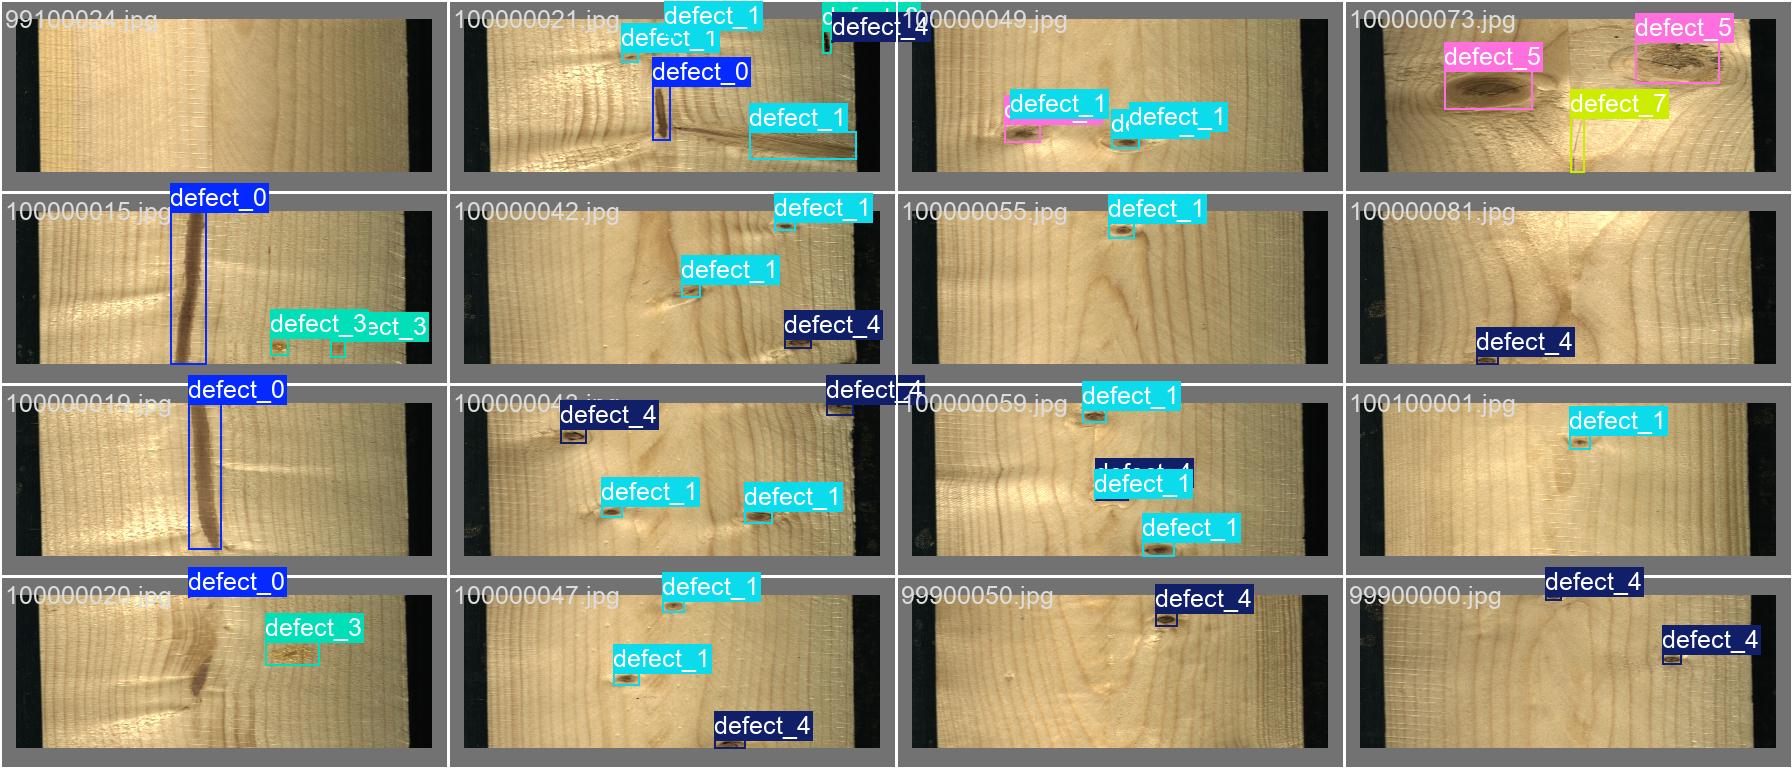 99100024.jpg
100000021.jpg
defect_1
defect_1
defect_4
defect_0
defect_1
defect_1
defect_1
100000073.jpg
defect_5
defect_5
defect_7
100000015.jpg
defect_0
defect_3
100000042.jpg
defect_1
defect_1
defect_4
100000055.jpg
defect_1
100000081.jpg
defect_4
100000019.jpg
defect_0
defect_4
defect_4
defect_1
defect_1
100000059.jpg
defect_1
defect_4
defect_1
defect_1
100100001.jpg
defect_1
100000020.jpg
defect_0
defect_3
100000047.jpg
defect_1
defect_1
defect_4
99900050.jpg
defect_4
99900000.jpg
defect_4
defect_4